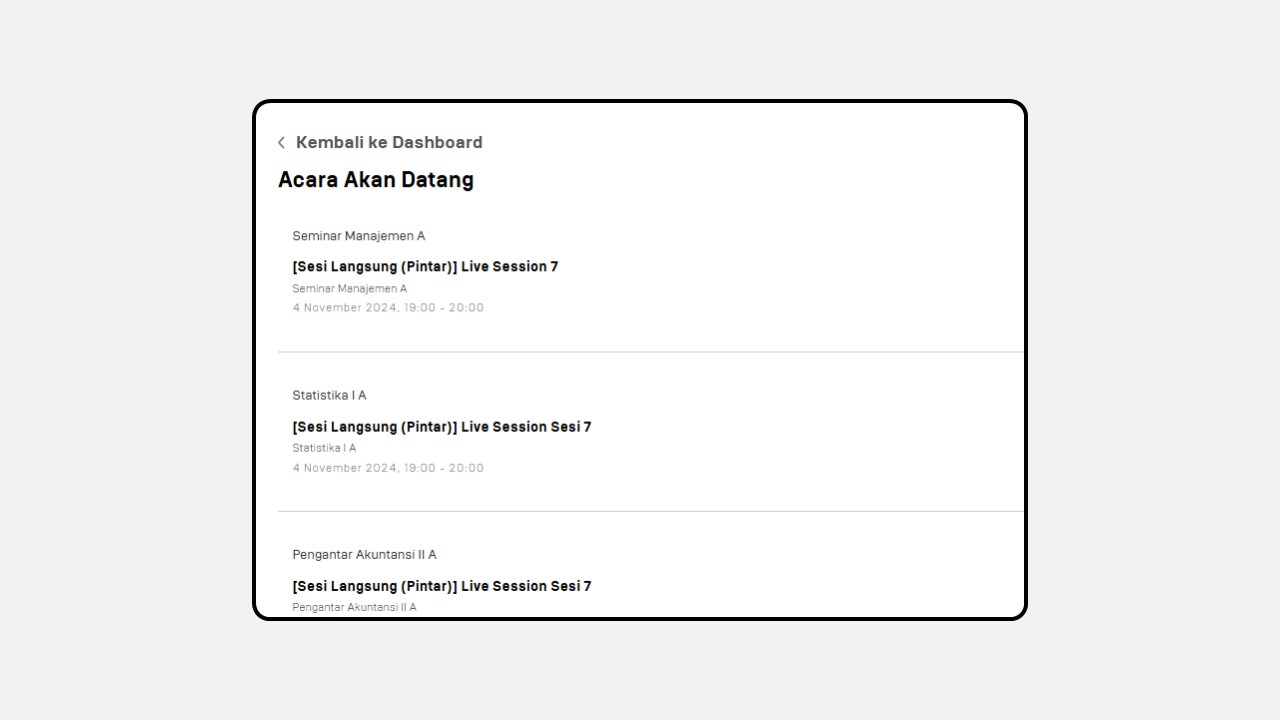 Kembali ke Dashboard
Acara Akan Datang
Seminar Manajemen A
[Sesi Langsung (Pintar)] Live Session 7
Seminar Manajemen A
4 November 2024, 19:00 - 20:00
Statistika I A
[Sesi Langsung (Pintar)] Live Session Sesi 7
Statistika I A
4 November 2024, 19:00 - 20:00
Pengantar Akuntansi II A
[Sesi Langsung (Pintar)] Live Session Sesi 7
Pengantar Akuntansi II A